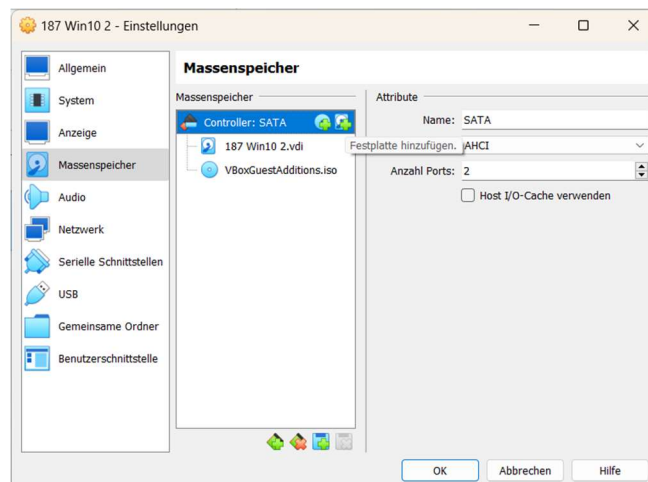 187 Win10 2 - Einstellungen
Allgemein
System
Anzeige
Massenspeicher
Audio
Netzwerk
Serielle Schnittstellen
USB
Gemeinsame Ordner
Benutzerschnittstelle
Massenspeicher
Massenspeicher
Controller: SATA
187 Win10 2.vdi
VBoxGuestAdditions.iso
Festplatte hinzufügen.
Attribute
Name: SATA
AHCI
Anzahl Ports: 2
Host I/O-Cache verwenden
OK Abbrechen Hilfe